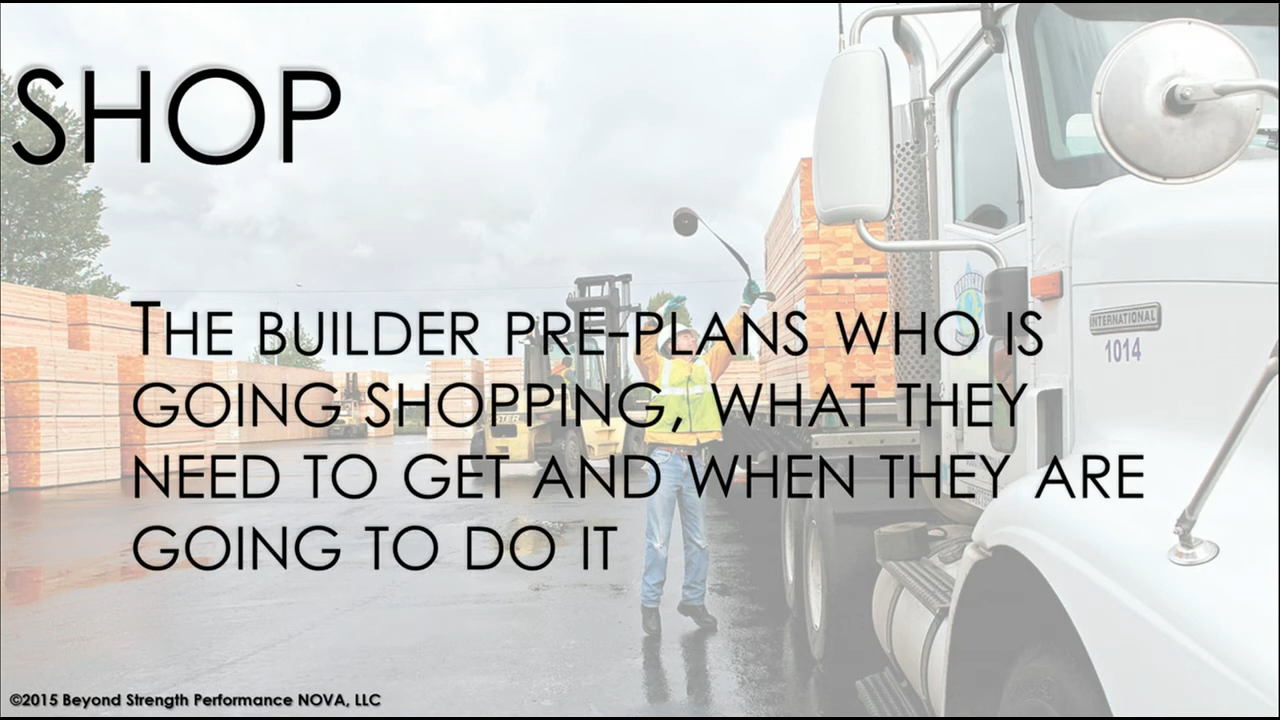 SHOP
THE BUILDER PRE-PLANS WHO IS
GOING SHOPPING, WHAT THEY
NEED TO GET AND WHEN THEY ARE
GOING TO DO IT
INTERNATIONAL
1014
©2015 Beyond Strength Performance NOVA, LLC